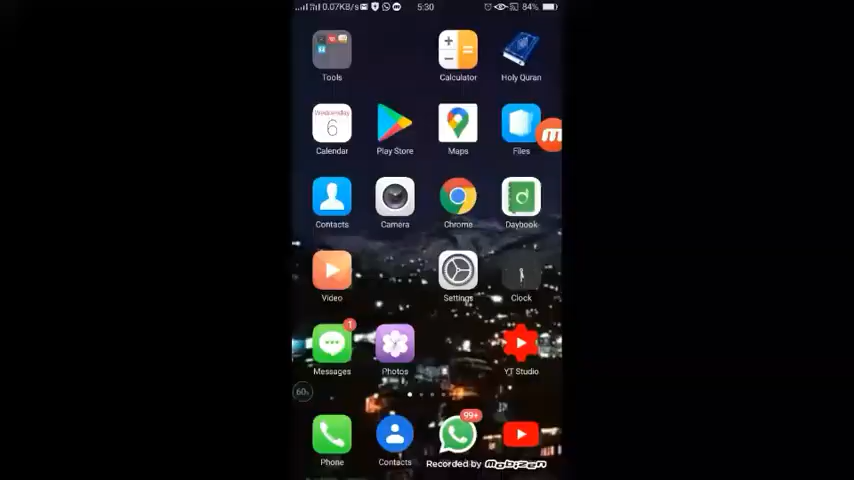 0.07KB/s 5:30 84%
Tools Calculator Holy Quran
Wednesday
6
Calendar Play Store Maps Files
Contacts Camera Chrome Daybook
Video Settings Clock
1
Messages Photos YT Studio
60
99+
Phone Contacts
Recorded by mobizen